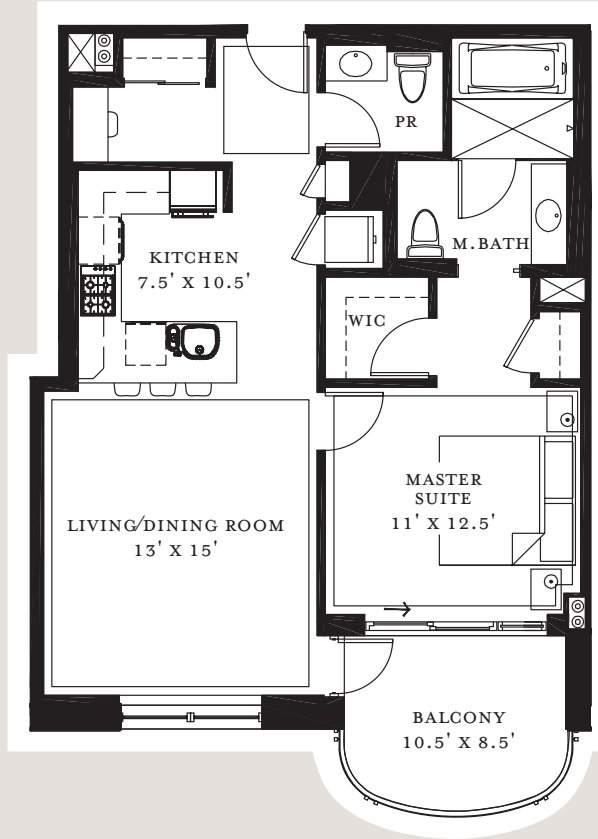 PR
M.BATH
KITCHEN
7.5' X 10.5'
WIC
MASTER
SUITE
11' X 12.5'
LIVING/DINING ROOM
13' X 15'
BALCONY
10.5' X 8.5'